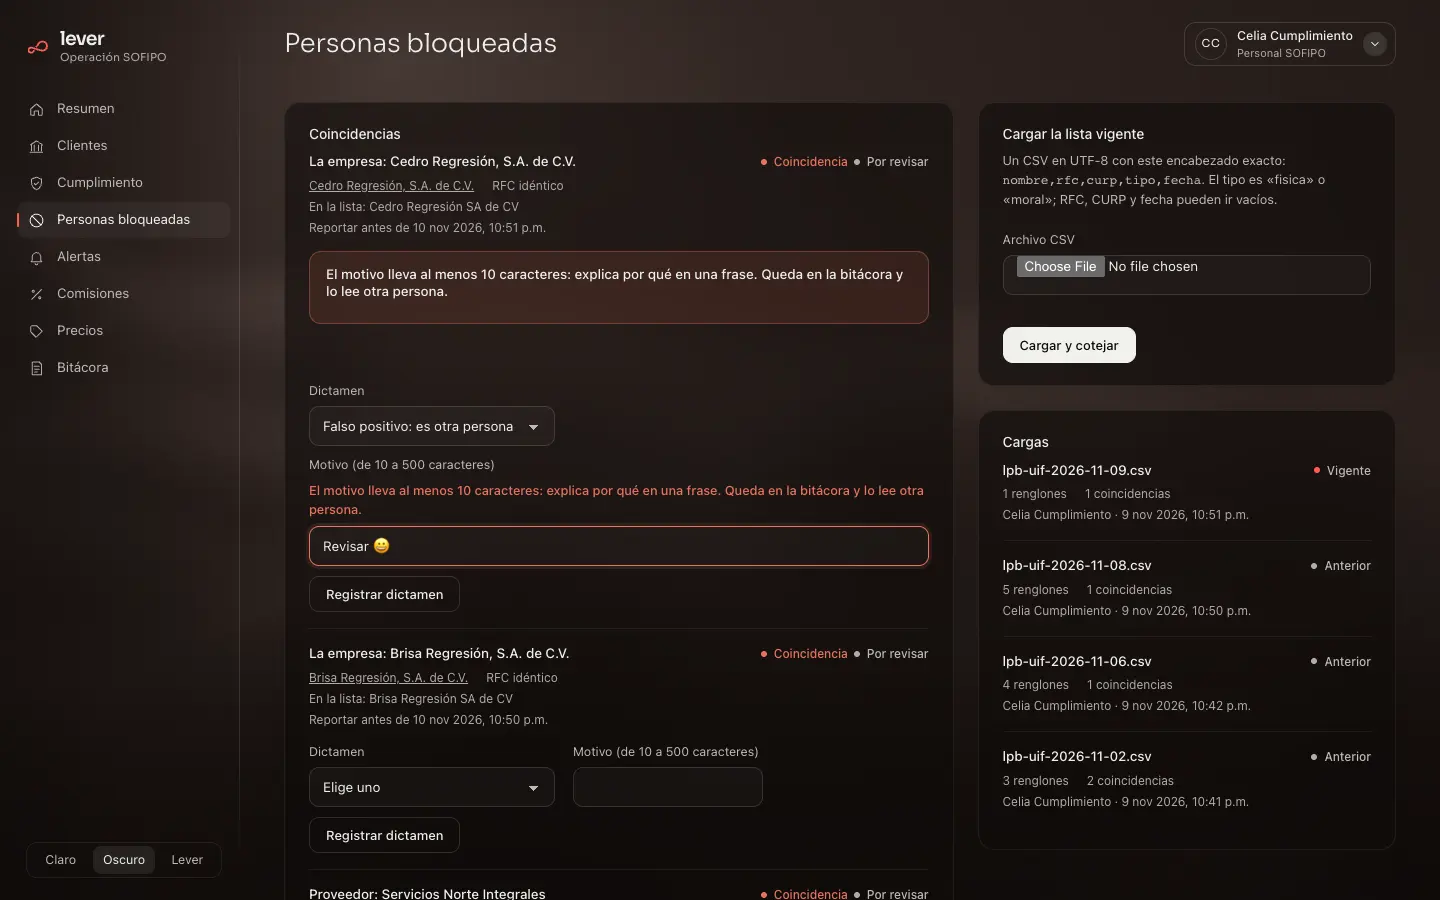 lever
Operación SOFIPO
Resumen
Clientes
Cumplimiento
Personas bloqueadas
Alertas
Comisiones
Precios
Bitácora
Claro Oscuro Lever
Personas bloqueadas
CC
Celia Cumplimiento
Personal SOFIPO
Coincidencias
La empresa: Cedro Regresión, S.A. de C.V. Coincidencia Por revisar
Cedro Regresión, S.A. de C.V. RFC idéntico
En la lista: Cedro Regresión SA de CV
Reportar antes de 10 nov 2026, 10:51 p.m.
El motivo lleva al menos 10 caracteres: explica por qué en una frase. Queda en la bitácora y
lo lee otra persona.
Dictamen
Falso positivo: es otra persona
Motivo (de 10 a 500 caracteres)
El motivo lleva al menos 10 caracteres: explica por qué en una frase. Queda en la bitácora y lo lee otra
persona.
Revisar 😀
Registrar dictamen
La empresa: Brisa Regresión, S.A. de C.V. Coincidencia Por revisar
Brisa Regresión, S.A. de C.V. RFC idéntico
En la lista: Brisa Regresión SA de CV
Reportar antes de 10 nov 2026, 10:50 p.m.
Dictamen Motivo (de 10 a 500 caracteres)
Elige uno
Registrar dictamen
Proveedor: Servicios Norte Integrales Coincidencia Por revisar
Cargar la lista vigente
Un CSV en UTF-8 con este encabezado exacto:
nombre,rfc,curp,tipo,fecha. El tipo es «fisica» o
«moral»; RFC, CURP y fecha pueden ir vacíos.
Archivo CSV
Choose File No file chosen
Cargar y cotejar
Cargas
lpb-uif-2026-11-09.csv Vigente
1 renglones 1 coincidencias
Celia Cumplimiento · 9 nov 2026, 10:51 p.m.
lpb-uif-2026-11-08.csv Anterior
5 renglones 1 coincidencias
Celia Cumplimiento · 9 nov 2026, 10:50 p.m.
lpb-uif-2026-11-06.csv Anterior
4 renglones 1 coincidencias
Celia Cumplimiento · 9 nov 2026, 10:42 p.m.
lpb-uif-2026-11-02.csv Anterior
3 renglones 2 coincidencias
Celia Cumplimiento · 9 nov 2026, 10:41 p.m.